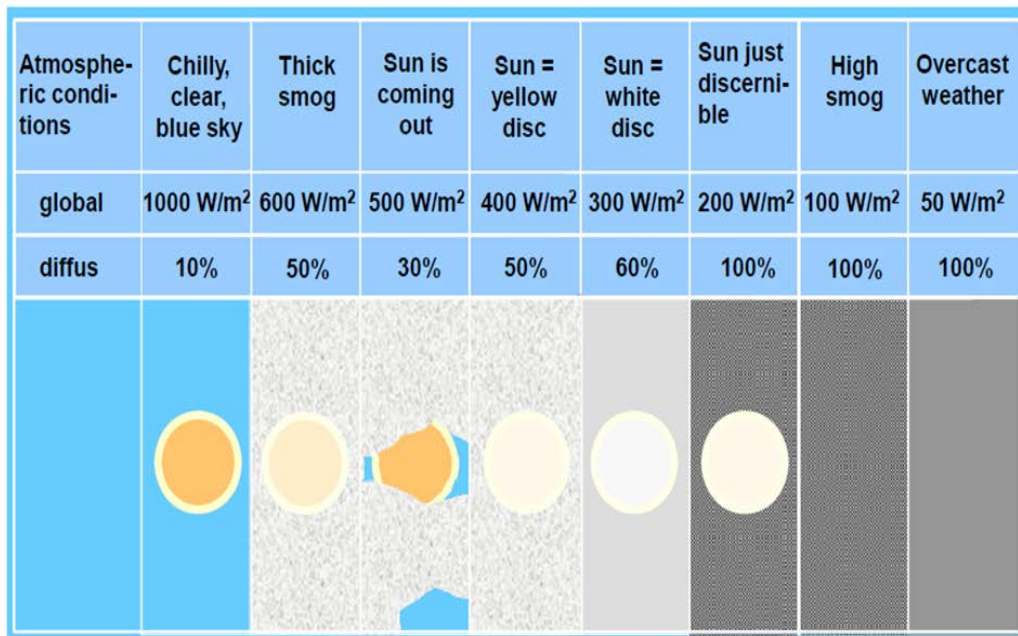 Atmosphe-
ric condi-
tions
Chilly,
clear,
blue sky
Thick
smog
Sun is
coming
out
Sun =
yellow
disc
Sun =
white
disc
Sun just
discerni-
ble
High
smog
Overcast
weather
global 1000 W/m² 600 W/m² 500 W/m² 400 W/m² 300 W/m² 200 W/m² 100 W/m² 50 W/m²
diffus 10% 50% 30% 50% 60% 100% 100% 100%